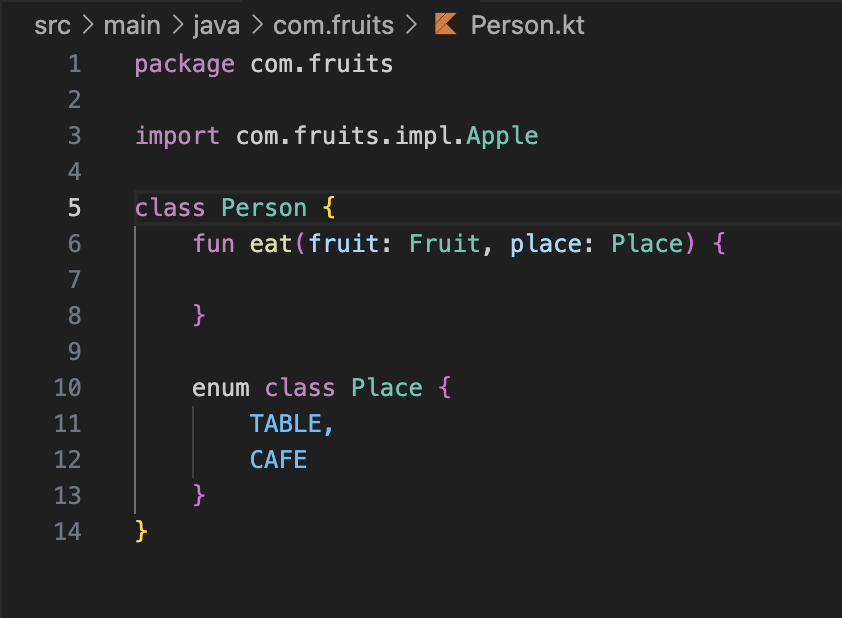 src > main > java > com.fruits > Person.kt
1 package com.fruits
2
3 import com.fruits.impl.Apple
4
5 class Person {
6     fun eat(fruit: Fruit, place: Place) {
7
8     }
9
10     enum class Place {
11         TABLE,
12         CAFE
13     }
14 }